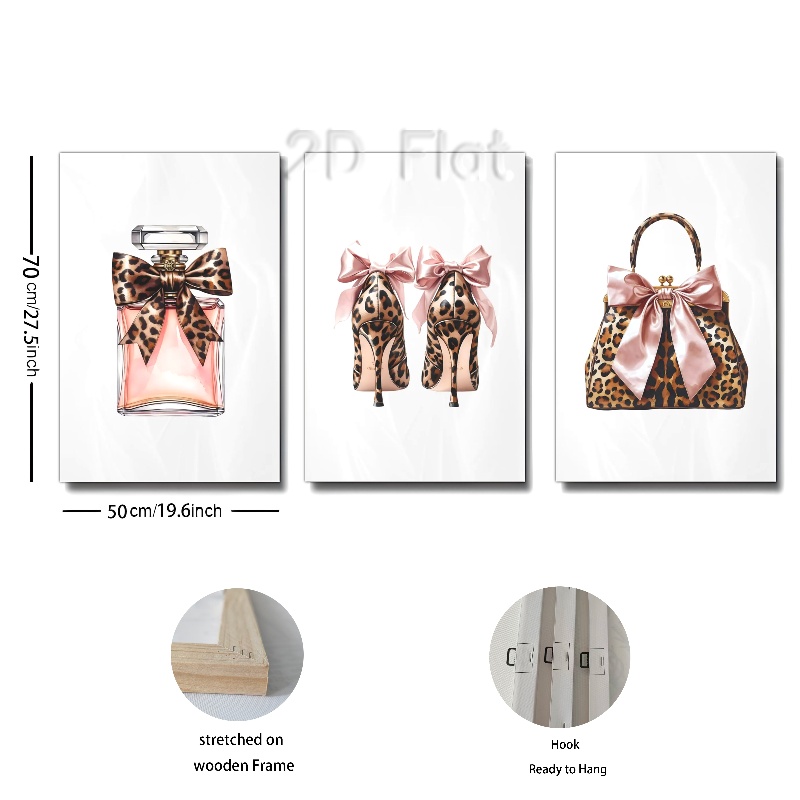 2D Flat
70 cm/27.5inch
50cm/19.6inch
stretched on
wooden Frame
Hook
Ready to Hang